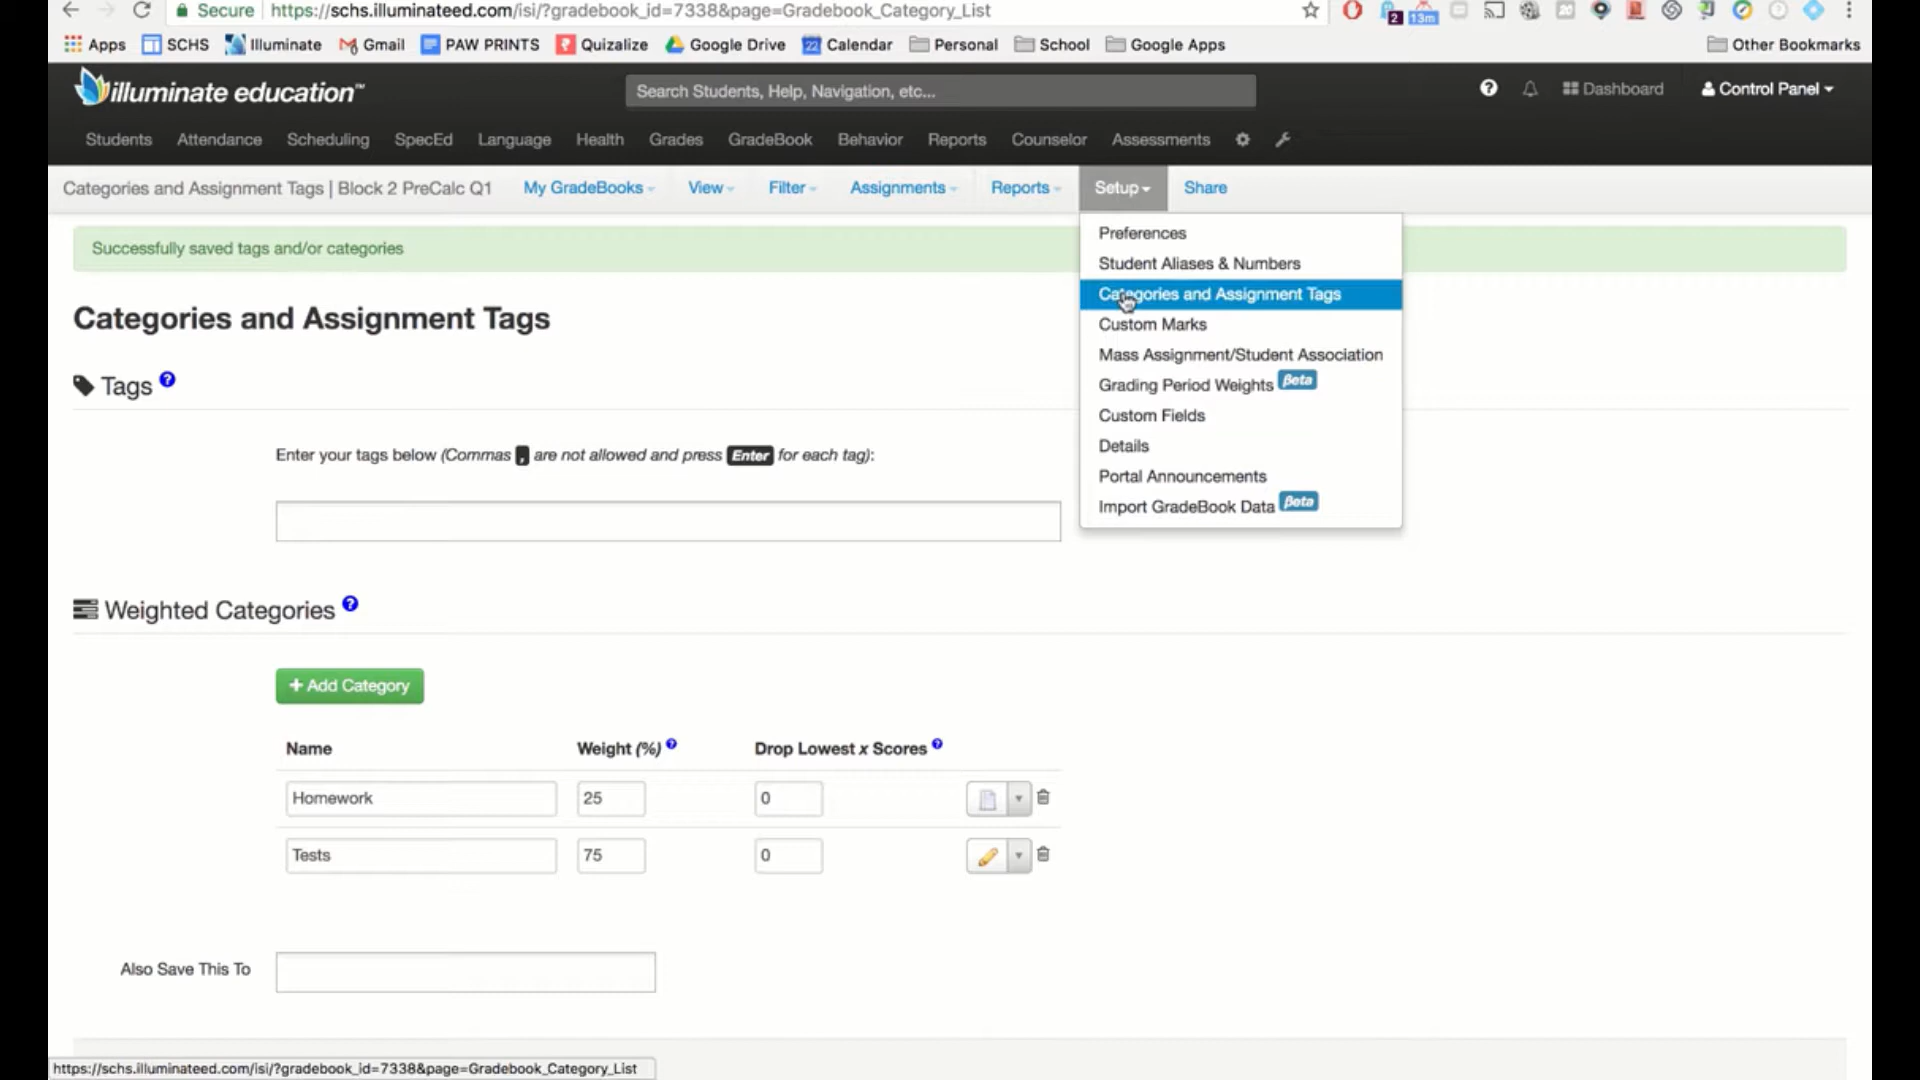 Secure | https://schs.illuminateed.com/isi/?gradebook_id=7338&page=Gradebook_Category_List
2 13m
Apps SCHS Illuminate Gmail PAW PRINTS Quizalize Google Drive 22 Calendar Personal School Google Apps Other Bookmarks
illuminate education™ Search Students, Help, Navigation, etc... ? Dashboard Control Panel
Students Attendance Scheduling SpecEd Language Health Grades GradeBook Behavior Reports Counselor Assessments
Categories and Assignment Tags | Block 2 PreCalc Q1 My GradeBooks View Filter Assignments Reports Setup Share
Successfully saved tags and/or categories
Preferences
Student Aliases & Numbers
Categories and Assignment Tags
Custom Marks
Mass Assignment/Student Association
Grading Period Weights Beta
Custom Fields
Details
Portal Announcements
Import GradeBook Data Beta
Categories and Assignment Tags
Tags ?
Enter your tags below (Commas , are not allowed and press Enter for each tag):
Weighted Categories ?
+ Add Category
Name Weight (%) ? Drop Lowest x Scores ?
Homework 25 0
Tests 75 0
Also Save This To
https://schs.illuminateed.com/isi/?gradebook_id=7338&page=Gradebook_Category_List